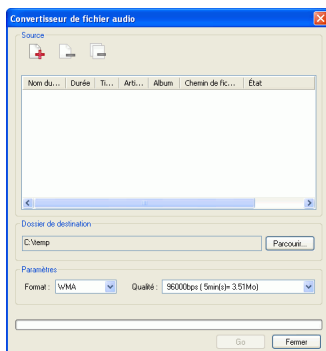 Convertisseur de fichier audio
Source
Nom du... Durée Ti... Arti... Album Chemin de fic... État
Dossier de destination
C:\temp
Parcourir...
Paramètres
Format : WMA Qualité : 96000bps ( 5min(s)= 3.51Mo)
Go Fermer